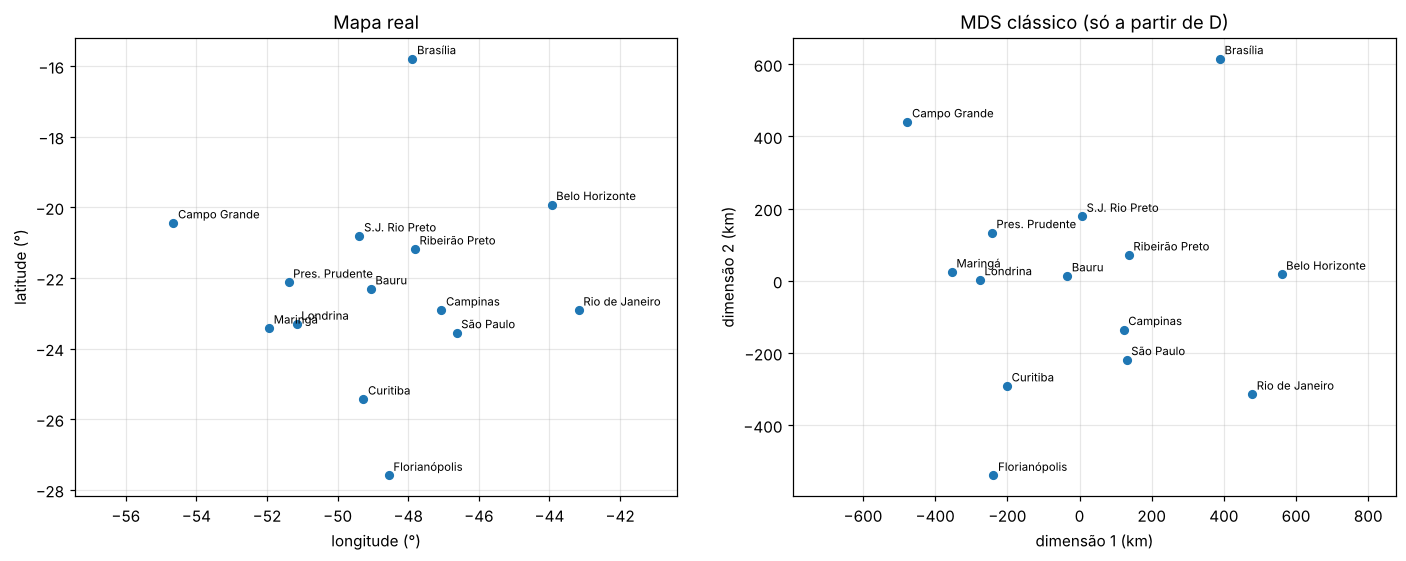 Mapa real
Brasília
Belo Horizonte
Campo Grande
S.J. Rio Preto
Ribeirão Preto
Pres. Prudente
Bauru
Campinas
Rio de Janeiro
Londrina
Maringá
São Paulo
Curitiba
Florianópolis
−16
−18
−20
−22
−24
−26
−28
latitude (°)
−56
−54
−52
−50
−48
−46
−44
−42
longitude (°)
MDS clássico (só a partir de D)
Brasília
Campo Grande
S.J. Rio Preto
Pres. Prudente
Ribeirão Preto
Maringá
Londrina
Bauru
Belo Horizonte
Campinas
São Paulo
Curitiba
Rio de Janeiro
Florianópolis
600
400
200
0
−200
−400
dimensão 2 (km)
−600
−400
−200
0
200
400
600
800
dimensão 1 (km)